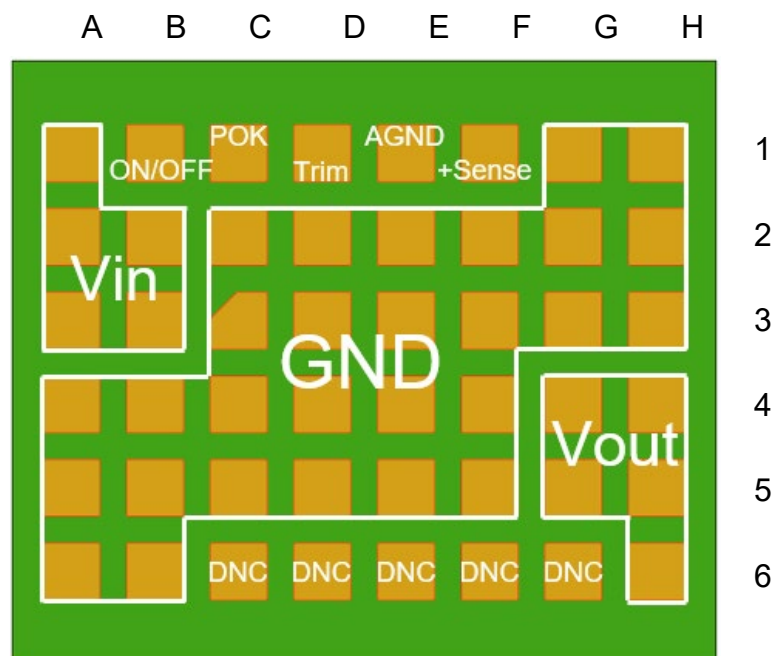 A B C D E F G H
POK AGND 1
ON/OFF Trim +Sense
2
Vin
3
GND
4
Vout
5
DNC DNC DNC DNC DNC 6